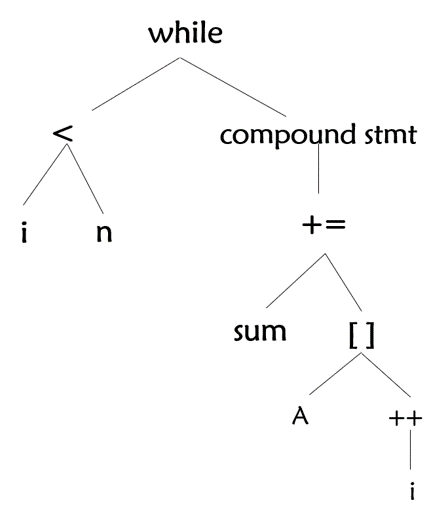 while
< compound stmt
i n +=
sum [ ]
A ++
i